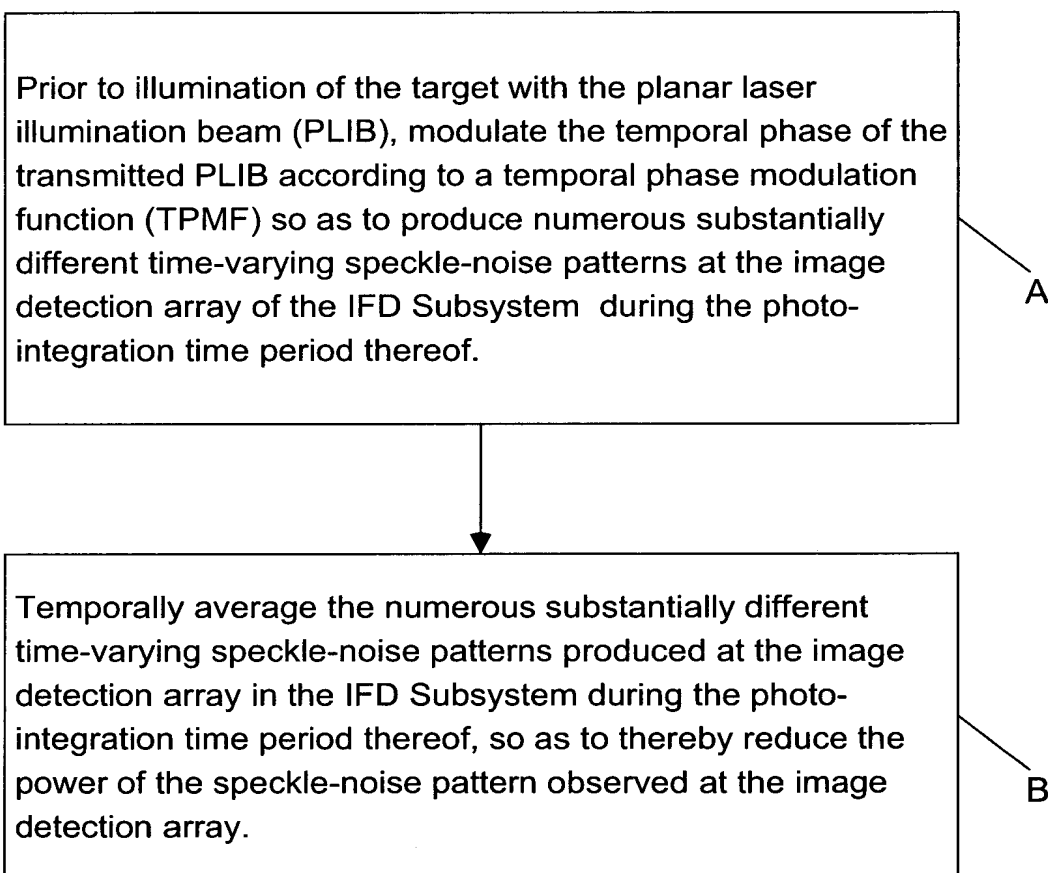 Prior to illumination of the target with the planar laser
illumination beam (PLIB), modulate the temporal phase of the
transmitted PLIB according to a temporal phase modulation
function (TPMF) so as to produce numerous substantially
different time-varying speckle-noise patterns at the image
detection array of the IFD Subsystem during the photo-
integration time period thereof.
A
Temporally average the numerous substantially different
time-varying speckle-noise patterns produced at the image
detection array in the IFD Subsystem during the photo-
integration time period thereof, so as to thereby reduce the
power of the speckle-noise pattern observed at the image
detection array.
B